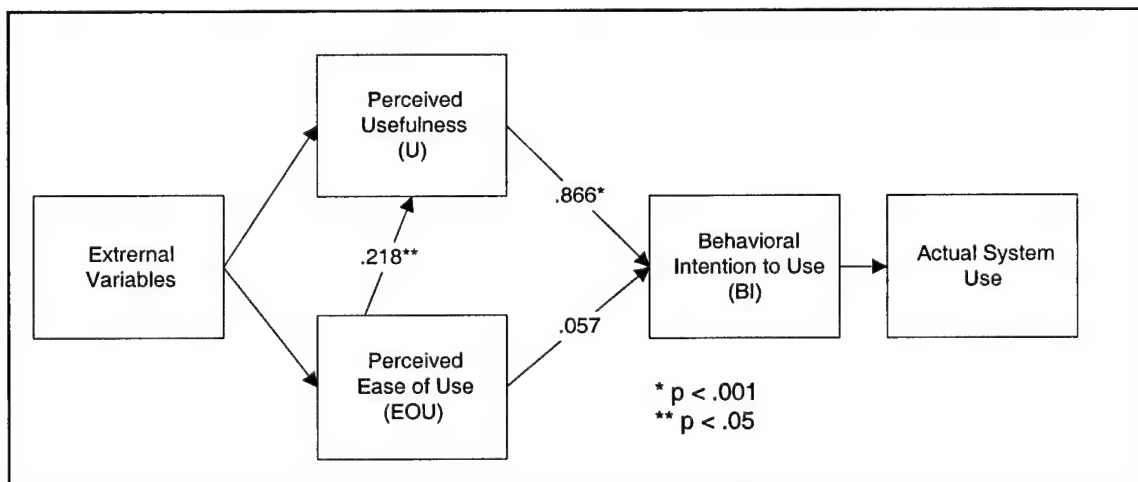 Perceived
Usefulness
(U)
.866*
Extrernal
Variables
.218**
Behavioral
Intention to Use
(BI)
Actual System
Use
Perceived
Ease of Use
(EOU)
.057
* p < .001
** p < .05